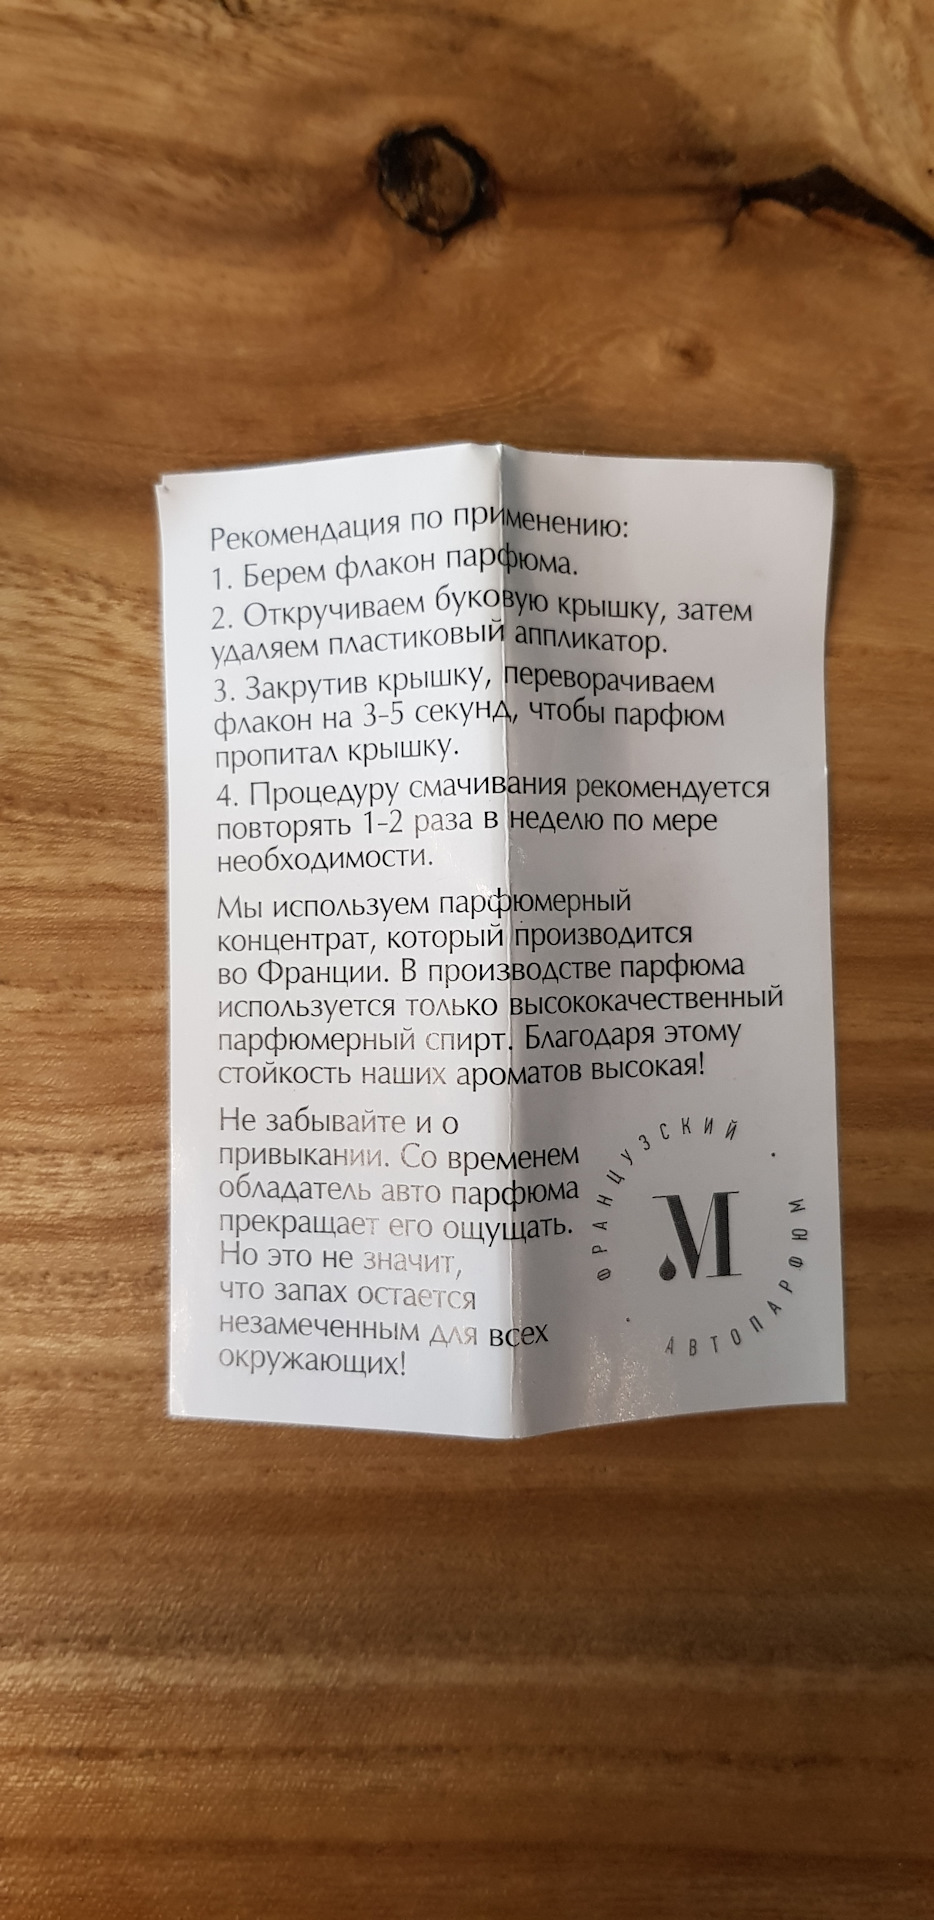 Рекомендация по применению:
1. Берем флакон парфюма.
2. Откручиваем буковую крышку, затем
удаляем пластиковый аппликатор.
3. Закрутив крышку, переворачиваем
флакон на 3-5 секунд, чтобы парфюм
пропитал крышку.
4. Процедуру смачивания рекомендуется
повторять 1-2 раза в неделю по мере
необходимости.
Мы используем парфюмерный
концентрат, который производится
во Франции. В производстве парфюма
используется только высококачественный
парфюмерный спирт. Благодаря этому
стойкость наших ароматов высокая!
Не забывайте и о
привыкании. Со временем
обладатель авто парфюма
прекращает его ощущать.
Но это не значит,
что запах остается
незамеченным для всех
окружающих!
ФРАНЦУЗСКИЙ
М
АВТОПАРФЮМ